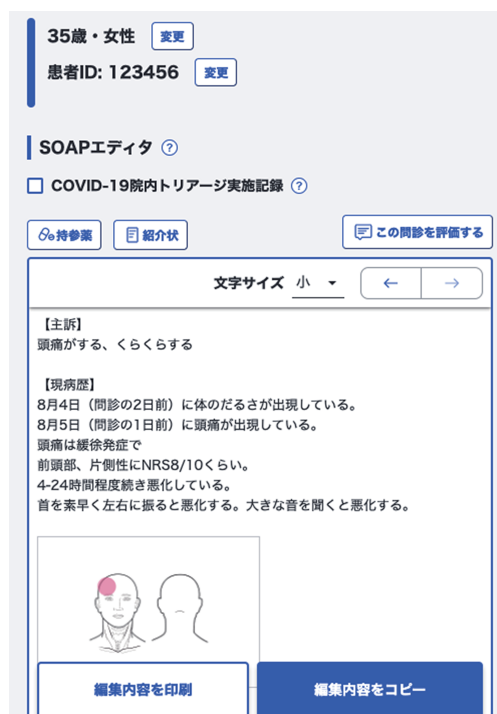 35歳・女性 変更
患者ID: 123456 変更
SOAPエディタ ?
COVID-19院内トリアージ実施記録 ?
持参薬 紹介状 この問診を評価する
文字サイズ 小 ← →
【主訴】
頭痛がする、くらくらする
【現病歴】
8月4日（問診の2日前）に体のだるさが出現している。
8月5日（問診の1日前）に頭痛が出現している。
頭痛は緩徐発症で
前頭部、片側性にNRS8/10くらい。
4-24時間程度続き悪化している。
首を素早く左右に振ると悪化する。大きな音を聞くと悪化する。
編集内容を印刷 編集内容をコピー